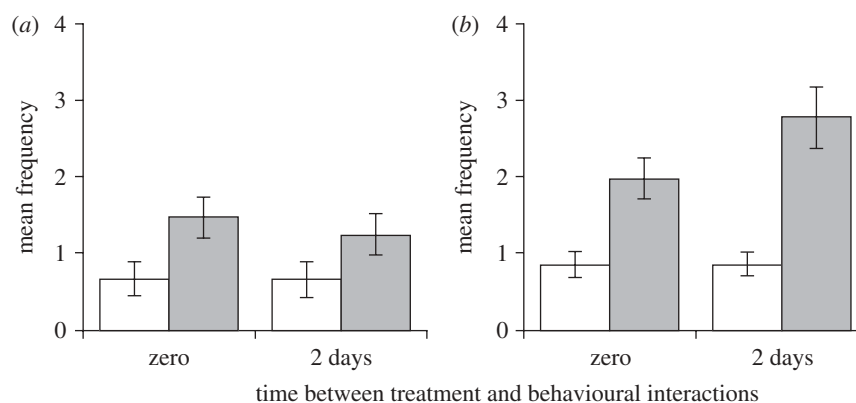 (a)
4
3
2
1
0
mean frequency
zero
2 days
(b)
4
3
2
1
0
mean frequency
zero
2 days
time between treatment and behavioural interactions